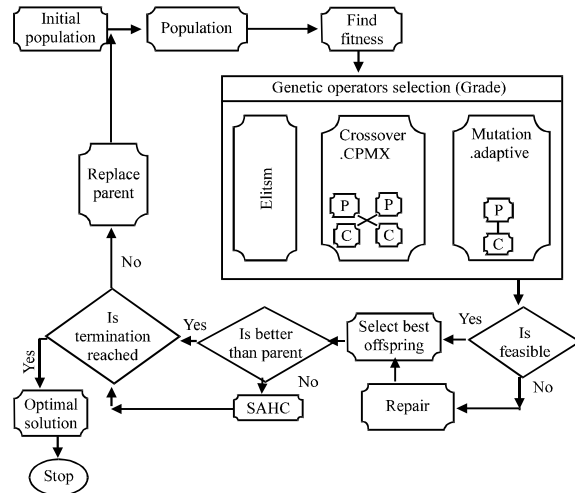 Initial
population
Population
Find
fitness
Genetic operators selection (Grade)
Elitsm
Crossover
.CPMX
P
P
C
C
Mutation
.adaptive
P
C
Replace
parent
No
Is
termination
reached
Yes
Yes
Is better
than parent
No
SAHC
Select best
offspring
Yes
Is
feasible
No
Repair
Optimal
solution
Stop